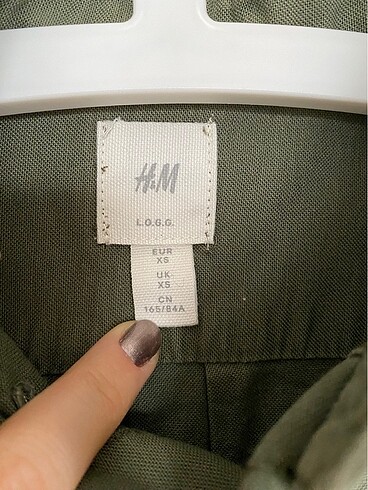 H&M
L.O.G.G.
EUR
XS
UK
XS
CN
165/84A